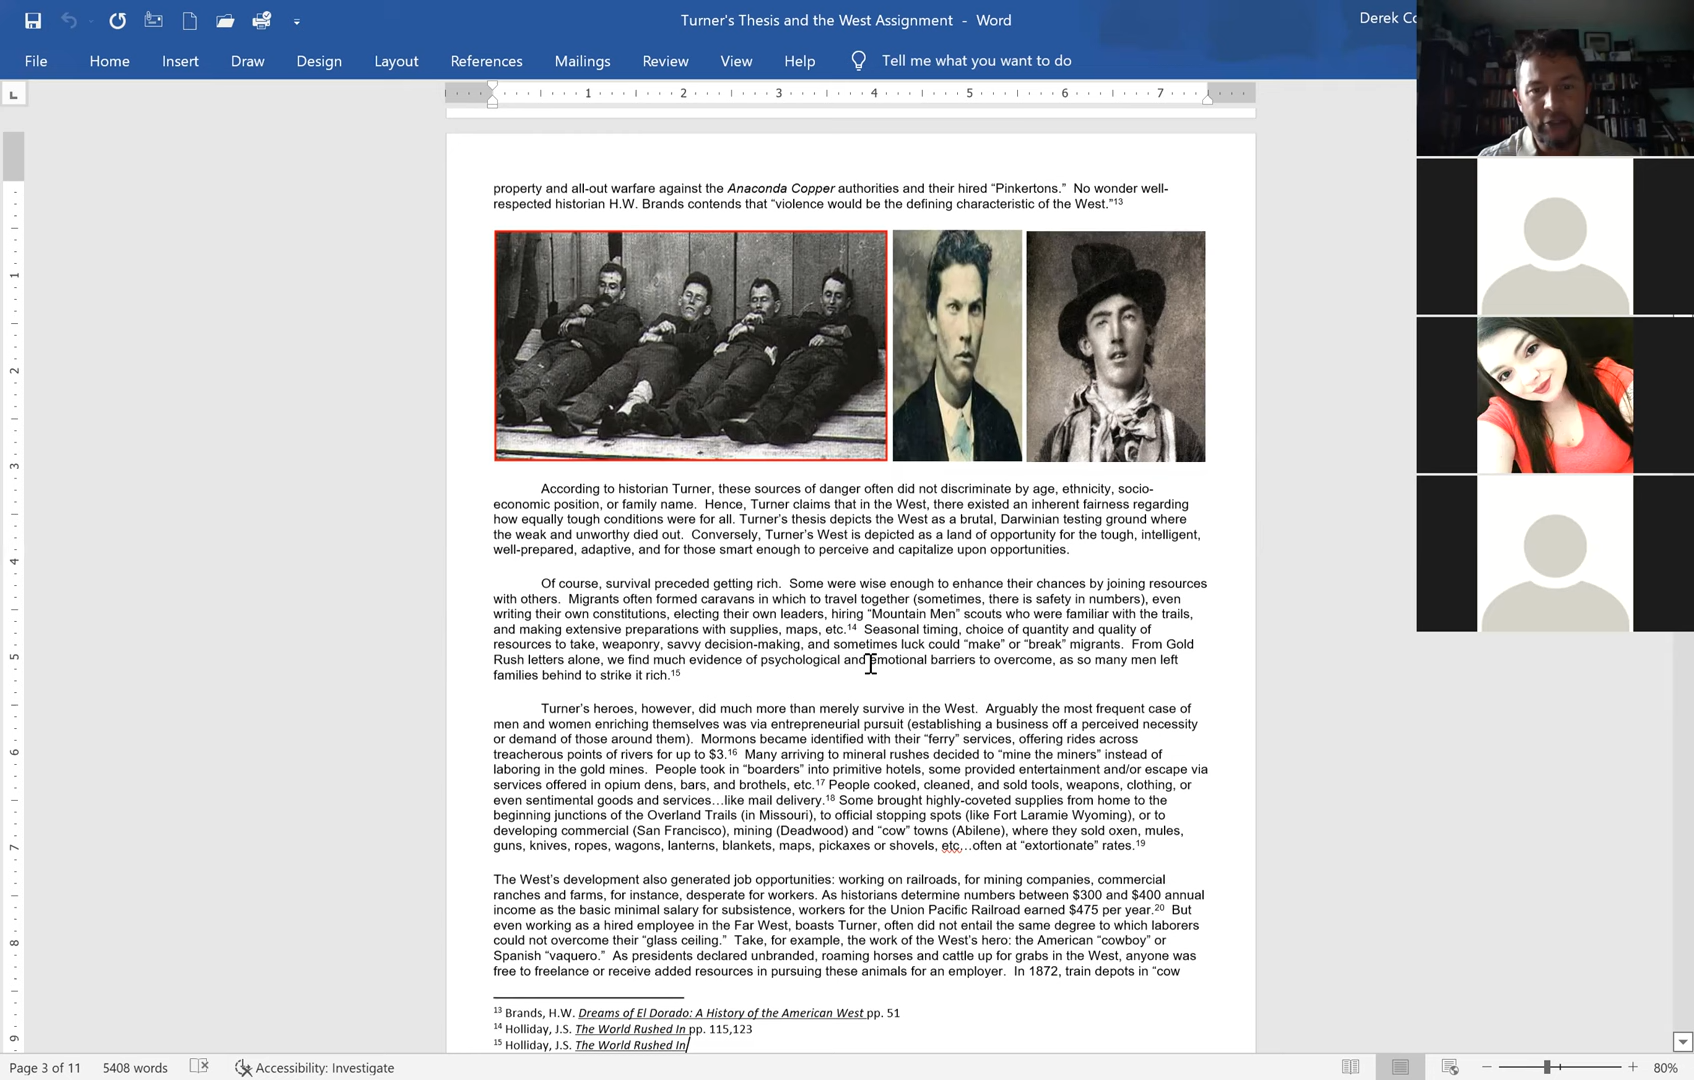 Turner's Thesis and the West Assignment - Word
Derek Co
File Home Insert Draw Design Layout References Mailings Review View Help Tell me what you want to do
1 2 3 4 5 6 7
property and all-out warfare against the Anaconda Copper authorities and their hired “Pinkertons.” No wonder well-
respected historian H.W. Brands contends that “violence would be the defining characteristic of the West.”13
According to historian Turner, these sources of danger often did not discriminate by age, ethnicity, socio-
economic position, or family name. Hence, Turner claims that in the West, there existed an inherent fairness regarding
how equally tough conditions were for all. Turner’s thesis depicts the West as a brutal, Darwinian testing ground where
the weak and unworthy died out. Conversely, Turner’s West is depicted as a land of opportunity for the tough, intelligent,
well-prepared, adaptive, and for those smart enough to perceive and capitalize upon opportunities.
Of course, survival preceded getting rich. Some were wise enough to enhance their chances by joining resources
with others. Migrants often formed caravans in which to travel together (sometimes, there is safety in numbers), even
writing their own constitutions, electing their own leaders, hiring “Mountain Men” scouts who were familiar with the trails,
and making extensive preparations with supplies, maps, etc.14 Seasonal timing, choice of quantity and quality of
resources to take, weaponry, savvy decision-making, and sometimes luck could “make” or “break” migrants. From Gold
Rush letters alone, we find much evidence of psychological and emotional barriers to overcome, as so many men left
families behind to strike it rich.15
Turner’s heroes, however, did much more than merely survive in the West. Arguably the most frequent case of
men and women enriching themselves was via entrepreneurial pursuit (establishing a business off a perceived necessity
or demand of those around them). Mormons became identified with their “ferry” services, offering rides across
treacherous points of rivers for up to $3.16 Many arriving to mineral rushes decided to “mine the miners” instead of
laboring in the gold mines. People took in “boarders” into primitive hotels, some provided entertainment and/or escape via
services offered in opium dens, bars, and brothels, etc.17 People cooked, cleaned, and sold tools, weapons, clothing, or
even sentimental goods and services…like mail delivery.18 Some brought highly-coveted supplies from home to the
beginning junctions of the Overland Trails (in Missouri), to official stopping spots (like Fort Laramie Wyoming), or to
developing commercial (San Francisco), mining (Deadwood) and “cow” towns (Abilene), where they sold oxen, mules,
guns, knives, ropes, wagons, lanterns, blankets, maps, pickaxes or shovels, etc…often at “extortionate” rates.19
The West’s development also generated job opportunities: working on railroads, for mining companies, commercial
ranches and farms, for instance, desperate for workers. As historians determine numbers between $300 and $400 annual
income as the basic minimal salary for subsistence, workers for the Union Pacific Railroad earned $475 per year.20 But
even working as a hired employee in the Far West, boasts Turner, often did not entail the same degree to which laborers
could not overcome their “glass ceiling.” Take, for example, the work of the West’s hero: the American “cowboy” or
Spanish “vaquero.” As presidents declared unbranded, roaming horses and cattle up for grabs in the West, anyone was
free to freelance or receive added resources in pursuing these animals for an employer. In 1872, train depots in “cow
13 Brands, H.W. Dreams of El Dorado: A History of the American West pp. 51
14 Holliday, J.S. The World Rushed In pp. 115,123
15 Holliday, J.S. The World Rushed In
1
2
3
4
5
6
7
8
9
Page 3 of 11 5408 words Accessibility: Investigate 80%